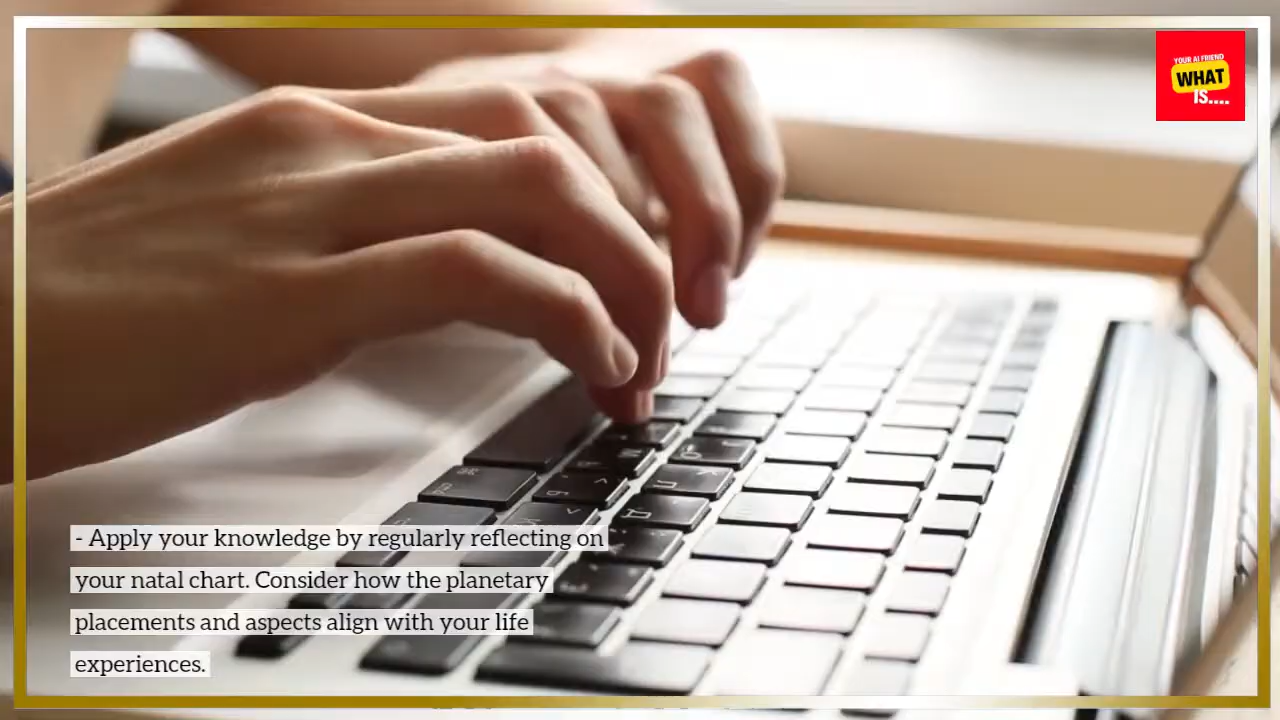 YOUR AI FRIEND
WHAT
IS....
- Apply your knowledge by regularly reflecting on
your natal chart. Consider how the planetary
placements and aspects align with your life
experiences.